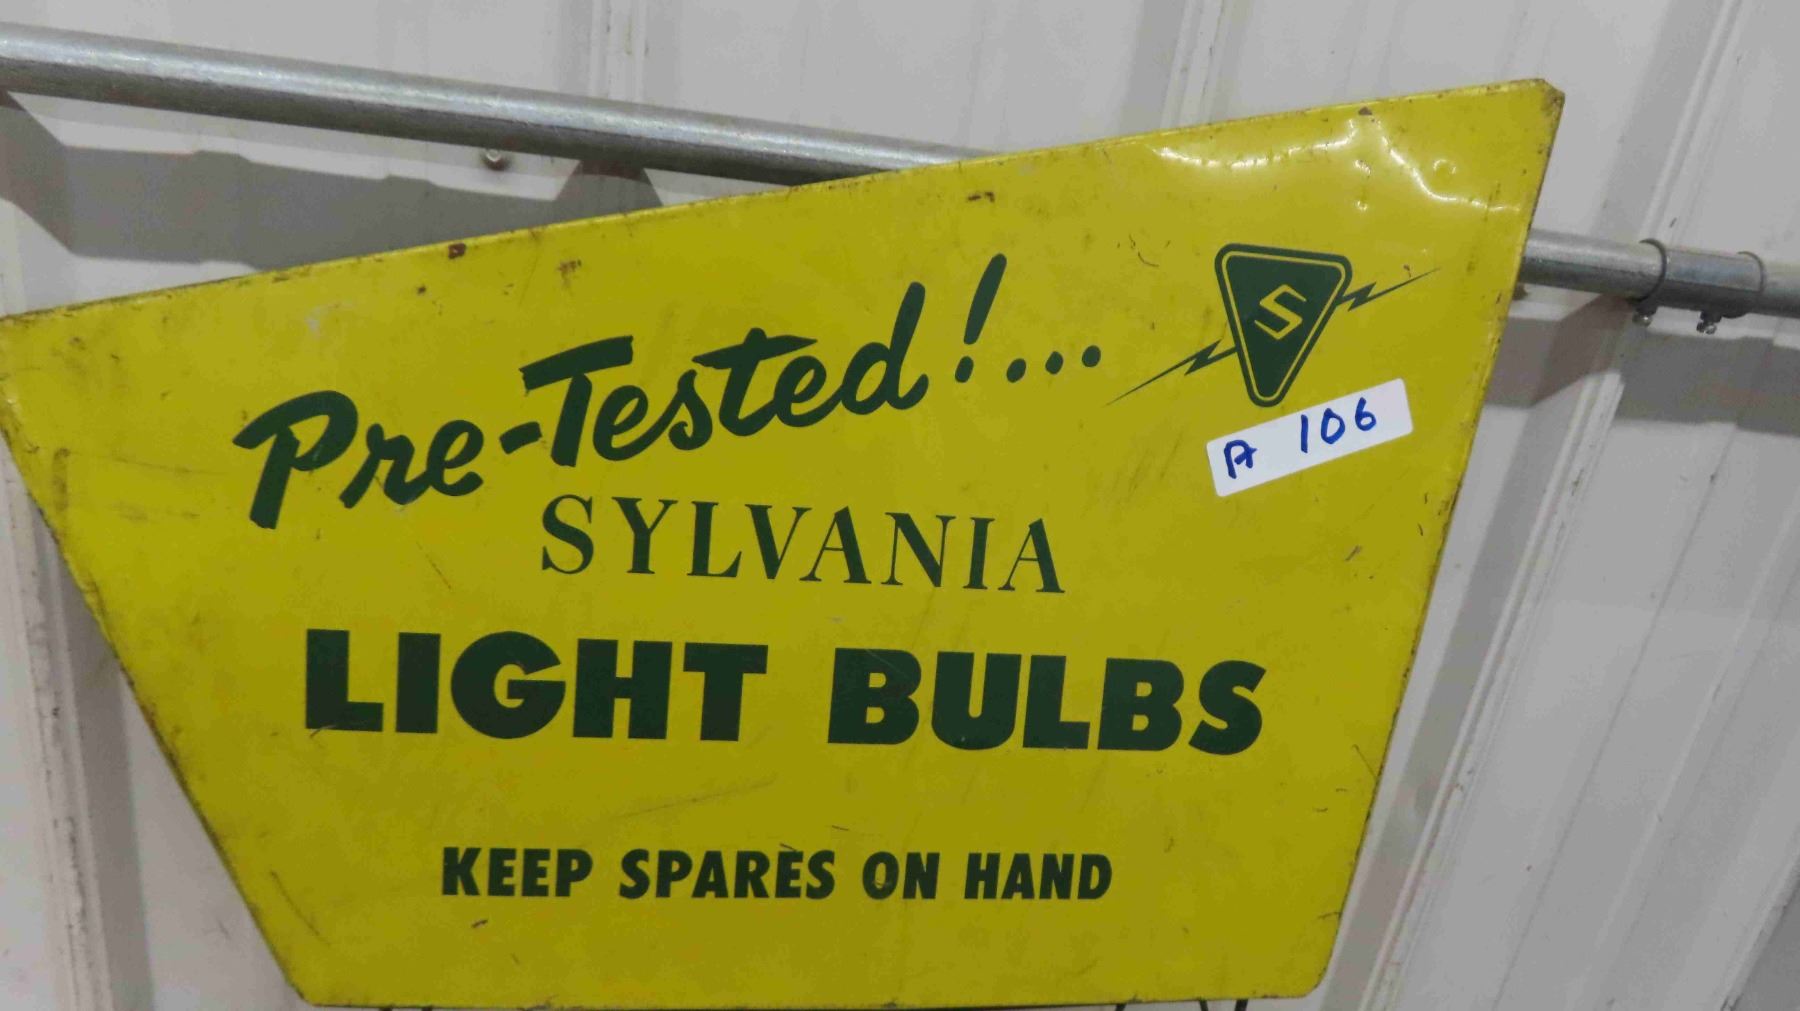 Pre-Tested!...
S
A 106
SYLVANIA
LIGHT BULBS
KEEP SPARES ON HAND